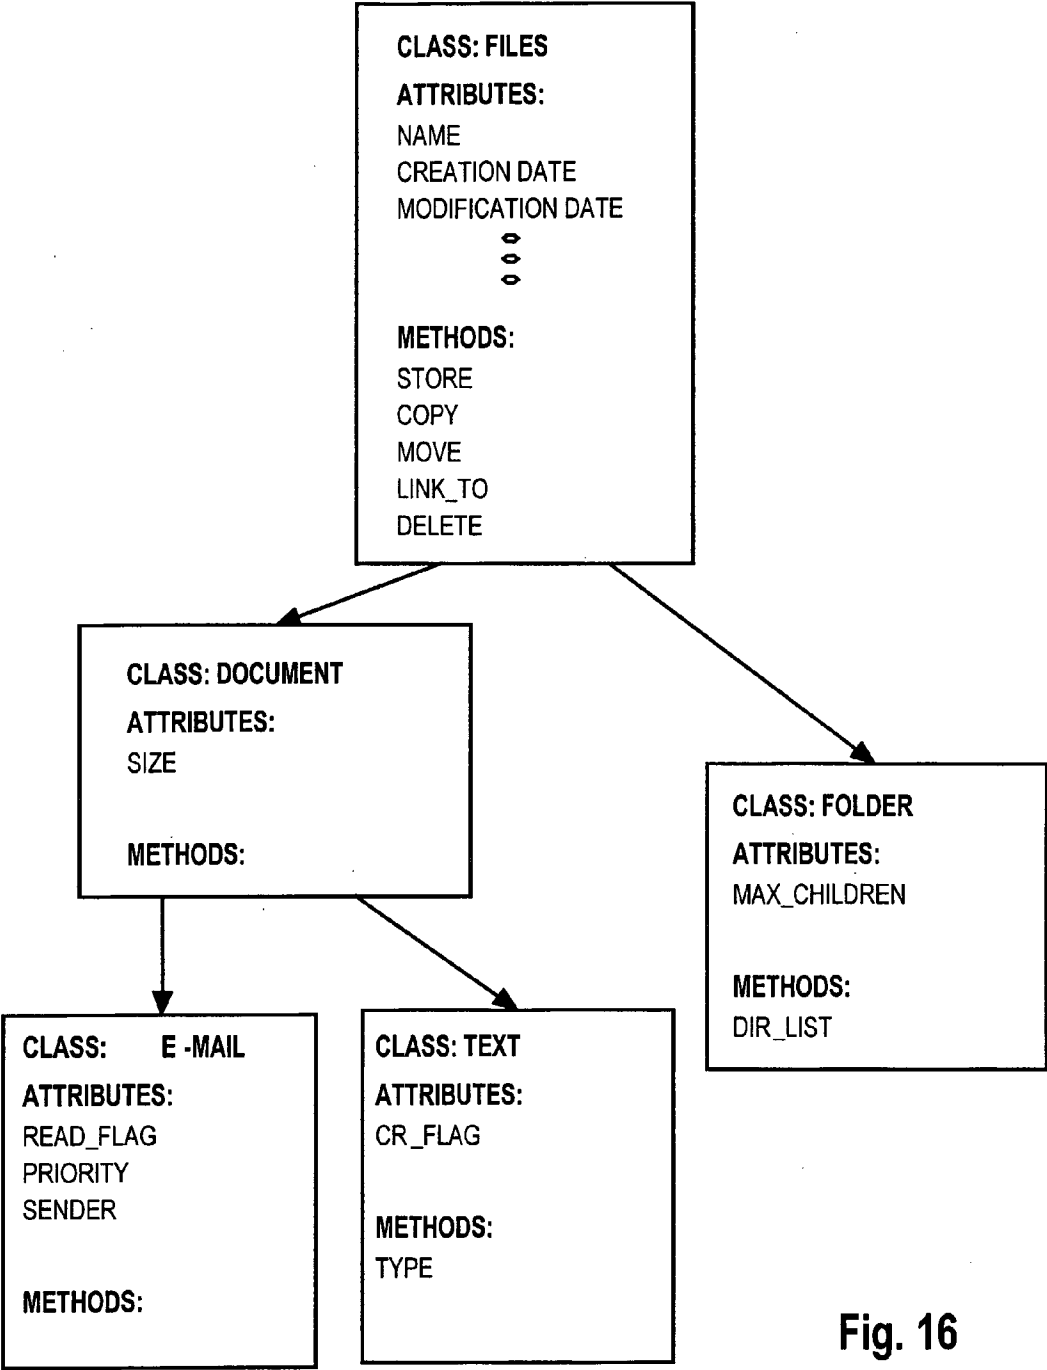 CLASS: FILES
ATTRIBUTES:
NAME
CREATION DATE
MODIFICATION DATE
METHODS:
STORE
COPY
MOVE
LINK_TO
DELETE
CLASS: DOCUMENT
ATTRIBUTES:
SIZE
METHODS:
CLASS: FOLDER
ATTRIBUTES:
MAX_CHILDREN
METHODS:
DIR_LIST
CLASS: E -MAIL
ATTRIBUTES:
READ_FLAG
PRIORITY
SENDER
METHODS:
CLASS: TEXT
ATTRIBUTES:
CR_FLAG
METHODS:
TYPE
Fig. 16